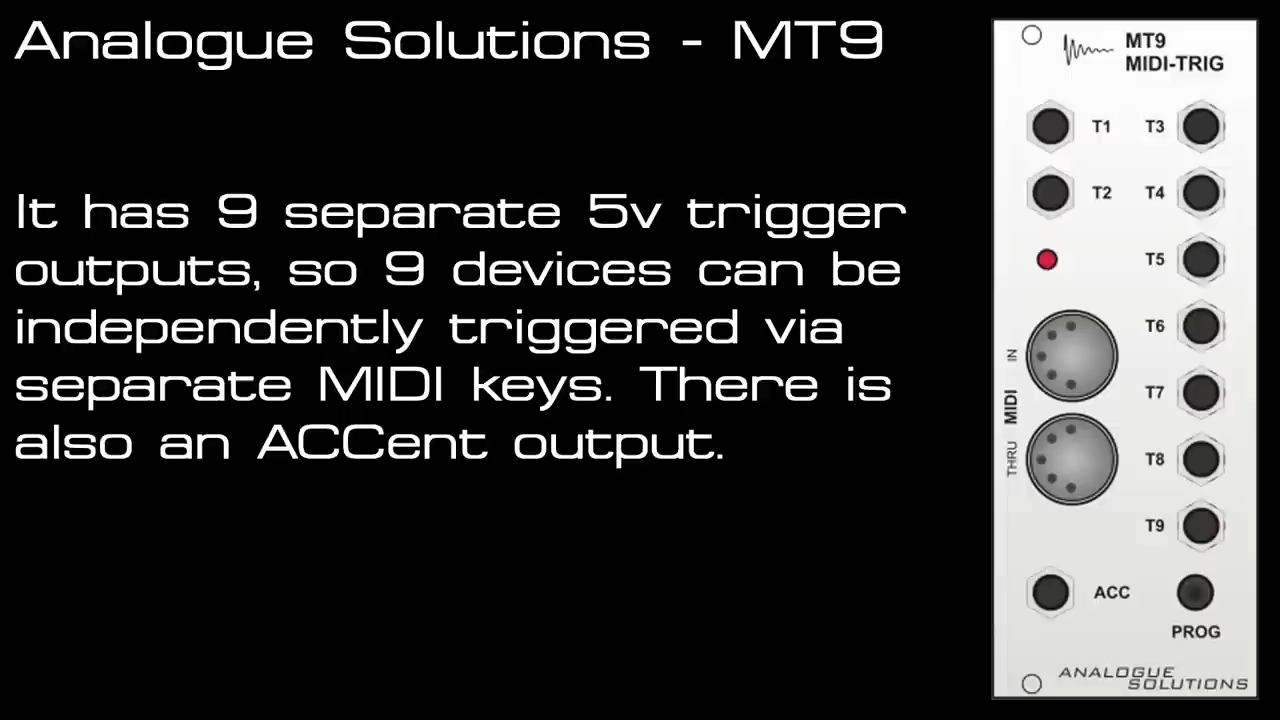 Analogue Solutions - MT9
It has 9 separate 5v trigger
outputs, so 9 devices can be
independently triggered via
separate MIDI keys. There is
also an ACCent output.
MT9
MIDI-TRIG
T1 T3
T2 T4
T5
T6
IN
T7
MIDI
THRU
T8
T9
ACC
PROG
ANALOGUE
SOLUTIONS